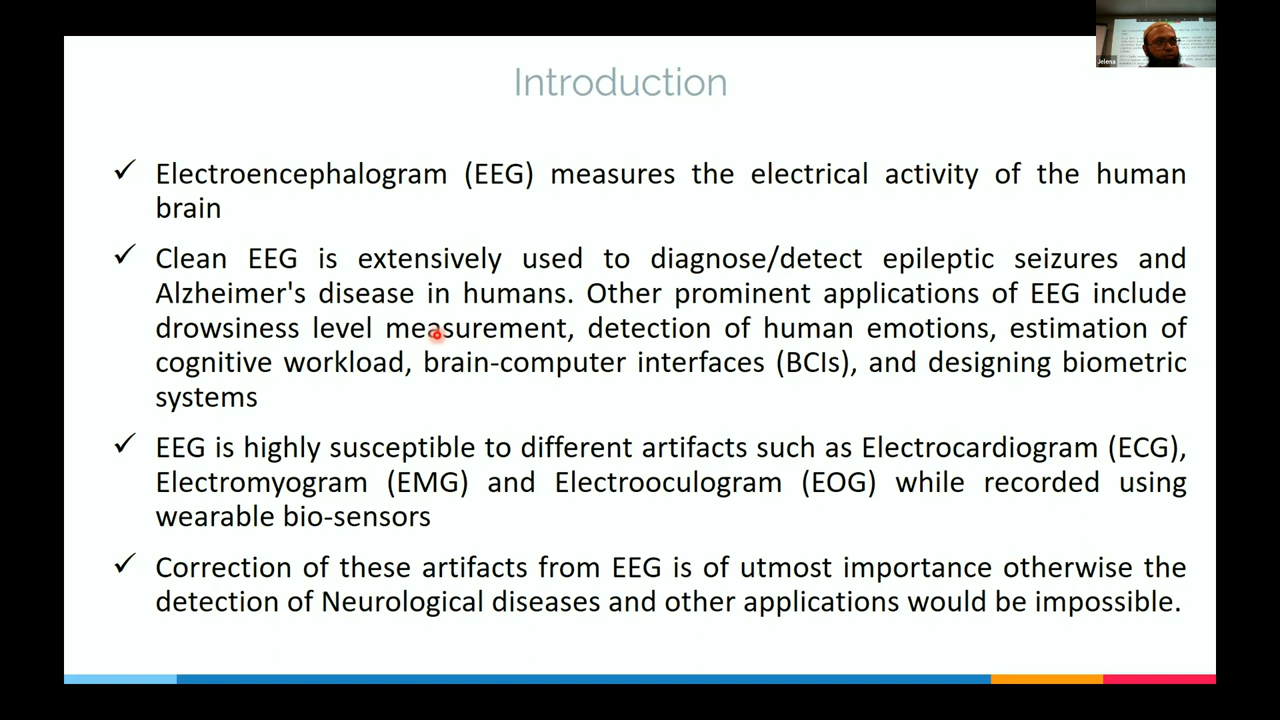 Jelena
Introduction
✓ Electroencephalogram (EEG) measures the electrical activity of the human
brain
✓ Clean EEG is extensively used to diagnose/detect epileptic seizures and
Alzheimer's disease in humans. Other prominent applications of EEG include
drowsiness level measurement, detection of human emotions, estimation of
cognitive workload, brain-computer interfaces (BCIs), and designing biometric
systems
✓ EEG is highly susceptible to different artifacts such as Electrocardiogram (ECG),
Electromyogram (EMG) and Electrooculogram (EOG) while recorded using
wearable bio-sensors
✓ Correction of these artifacts from EEG is of utmost importance otherwise the
detection of Neurological diseases and other applications would be impossible.